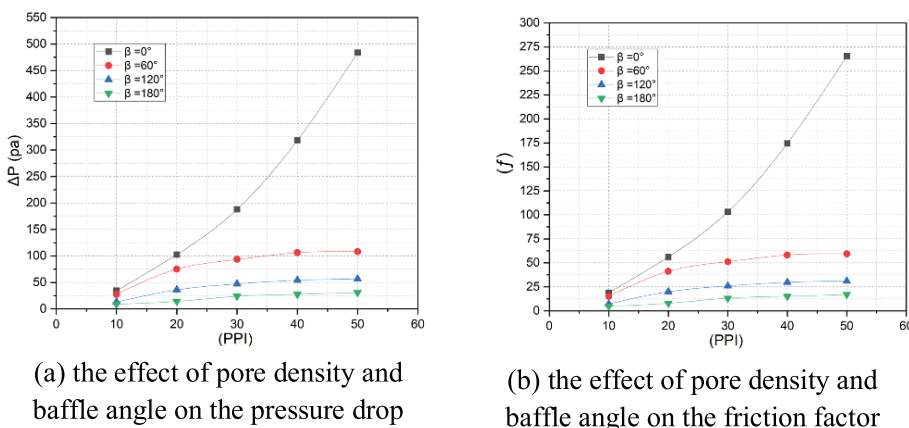 550
500
450
400
350
300
250
200
150
100
50
0
ΔP (pa)
β =0°
β =60°
β =120°
β =180°
0 10 20 30 40 50 60
(PPI)
(a) the effect of pore density and
baffle angle on the pressure drop
300
275
250
225
200
175
150
125
100
75
50
25
0
(f)
β =0°
β =60°
β =120°
β =180°
0 10 20 30 40 50 60
(PPI)
(b) the effect of pore density and
baffle angle on the friction factor